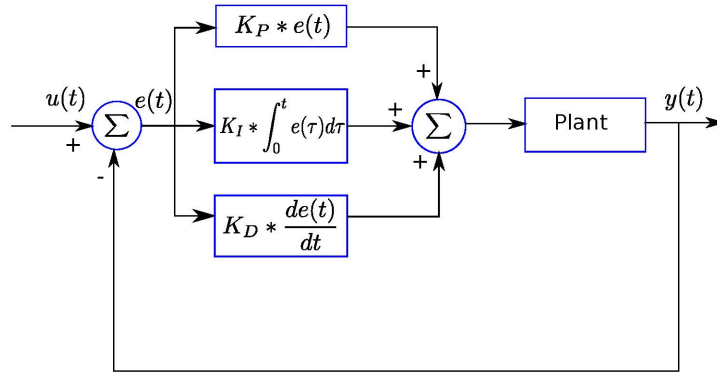 K_P * e(t)
u(t)
+
-
Σ
e(t)
K_I * ∫_0^t e(τ)dτ
K_D * de(t)/dt
+
+
+
Σ
Plant
y(t)